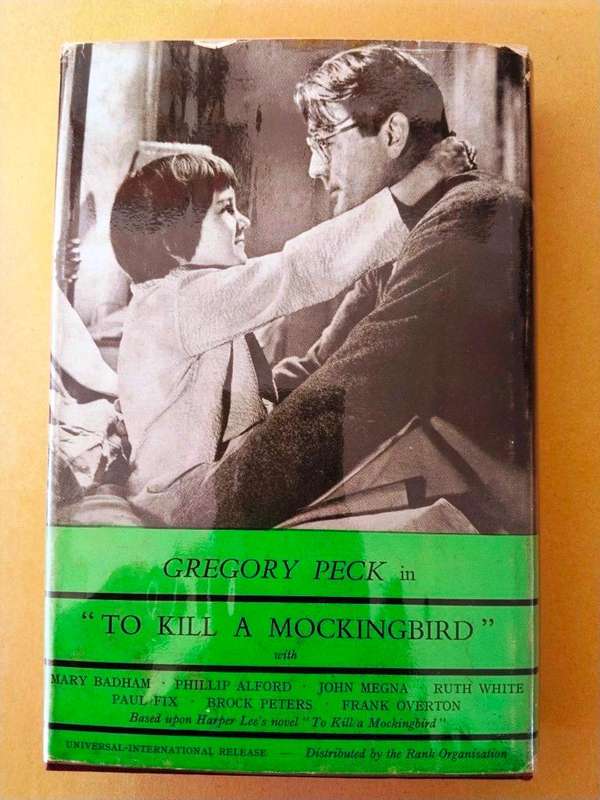 GREGORY PECK in
"TO KILL A MOCKINGBIRD"
with
MARY BADHAM · PHILLIP ALFORD · JOHN MEGNA · RUTH WHITE
PAUL FIX · BROCK PETERS · FRANK OVERTON
Based upon Harper Lee's novel "To Kill a Mockingbird"
UNIVERSAL-INTERNATIONAL RELEASE — Distributed by the Rank Organisation